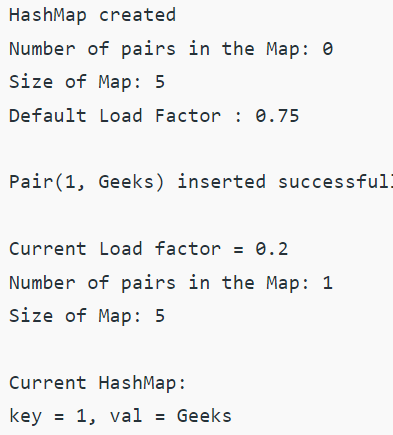 HashMap created
Number of pairs in the Map: 0
Size of Map: 5
Default Load Factor : 0.75
Pair(1, Geeks) inserted successful
Current Load factor = 0.2
Number of pairs in the Map: 1
Size of Map: 5
Current HashMap:
key = 1, val = Geeks